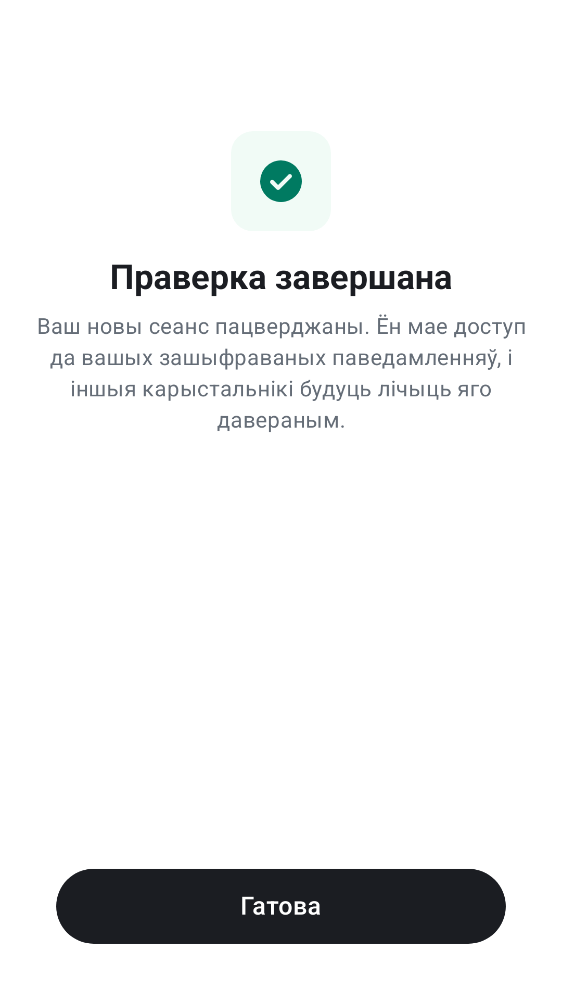 Праверка завершана
Ваш новы сеанс пацверджаны. Ён мае доступ
да вашых зашыфраваных паведамленняў, і
іншыя карыстальнікі будуць лічыць яго
давераным.
Гатова